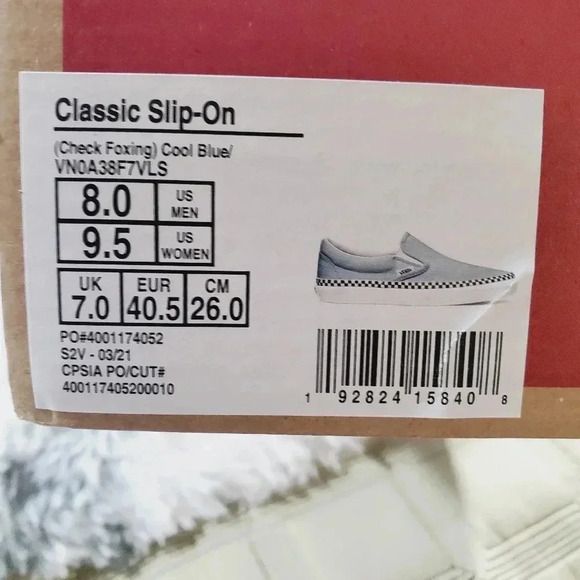 Classic Slip-On
(Check Foxing) Cool Blue/
VN0A38F7VLS
8.0 US MEN
9.5 US WOMEN
UK 7.0 EUR 40.5 CM 26.0
PO#4001174052
S2V - 03/21
CPSIA PO/CUT#
400117405200010
VANS
1 92824 15840 8